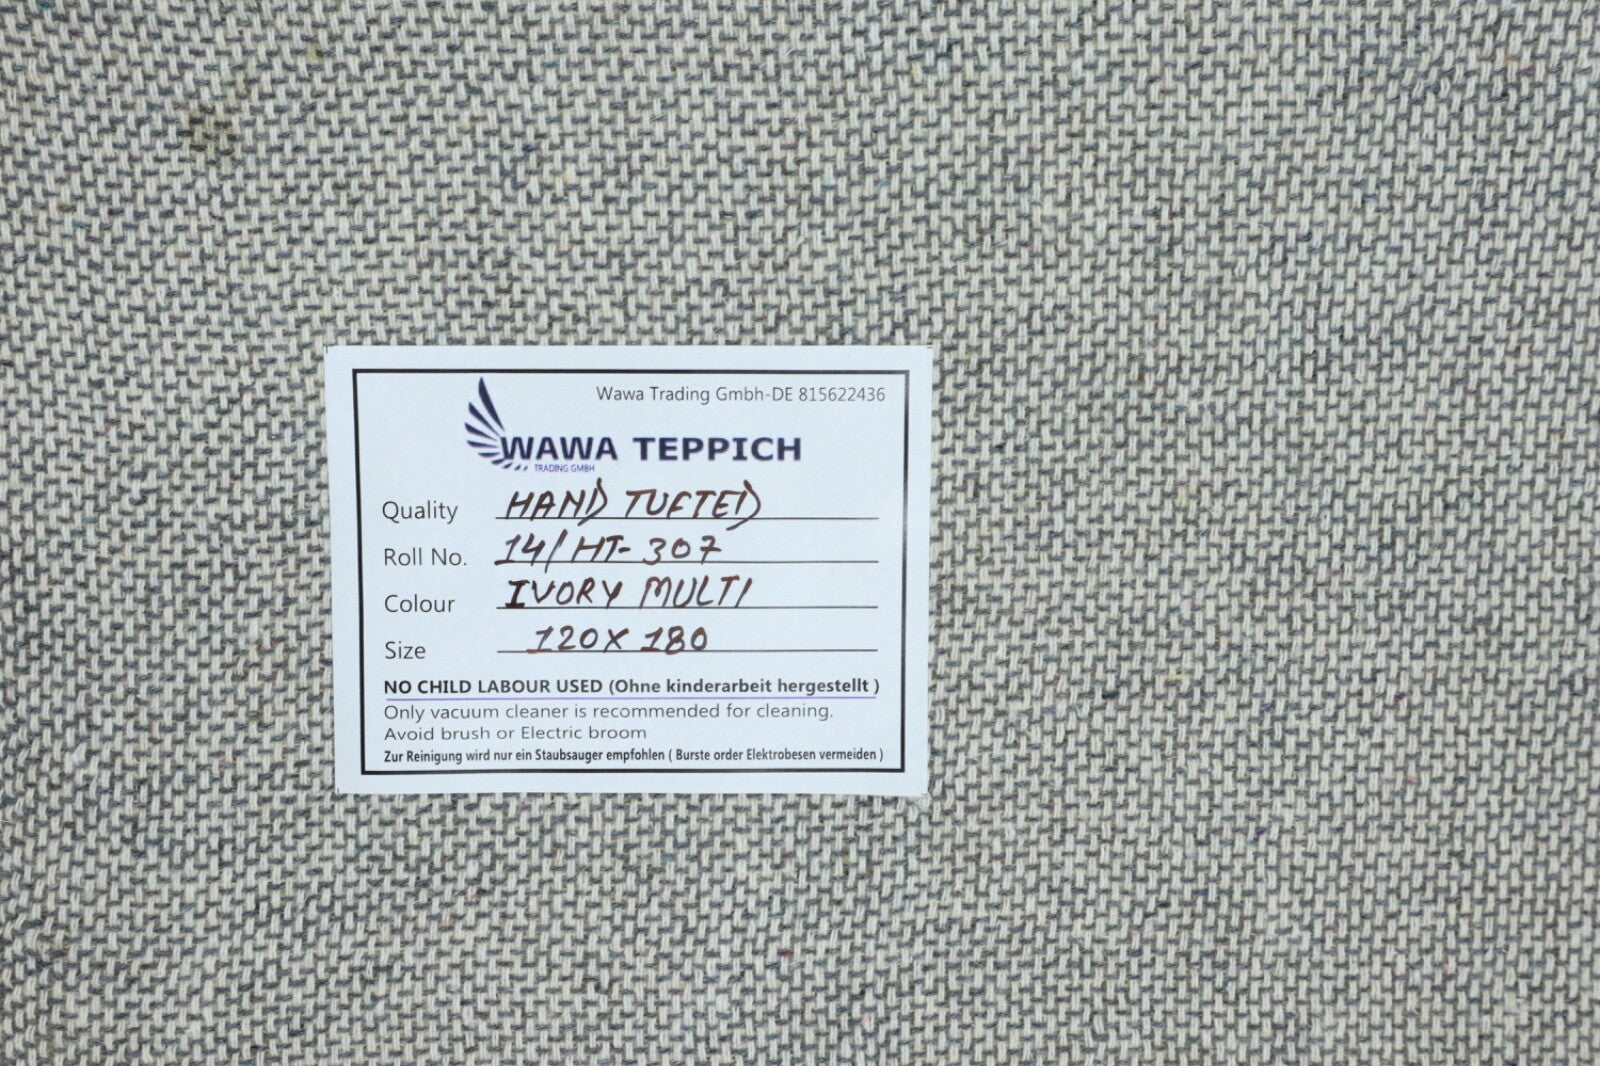 Wawa Trading Gmbh-DE 815622436
WAWA TEPPICH
TRADING GMBH
Quality HAND TUFTED
Roll No. 14/HT-307
Colour IVORY MULTI
Size 120X180
NO CHILD LABOUR USED (Ohne kinderarbeit hergestellt )
Only vacuum cleaner is recommended for cleaning.
Avoid brush or Electric broom
Zur Reinigung wird nur ein Staubsauger empfohlen ( Burste order Elektrobesen vermeiden )